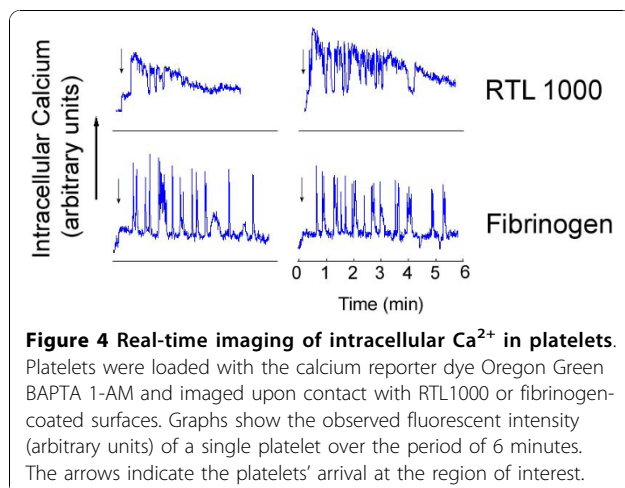 Intracellular Calcium
(arbitrary units)
RTL 1000
Fibrinogen
0 1 2 3 4 5 6
Time (min)
Figure 4 Real-time imaging of intracellular Ca²⁺ in platelets.
Platelets were loaded with the calcium reporter dye Oregon Green
BAPTA 1-AM and imaged upon contact with RTL1000 or fibrinogen-
coated surfaces. Graphs show the observed fluorescent intensity
(arbitrary units) of a single platelet over the period of 6 minutes.
The arrows indicate the platelets' arrival at the region of interest.